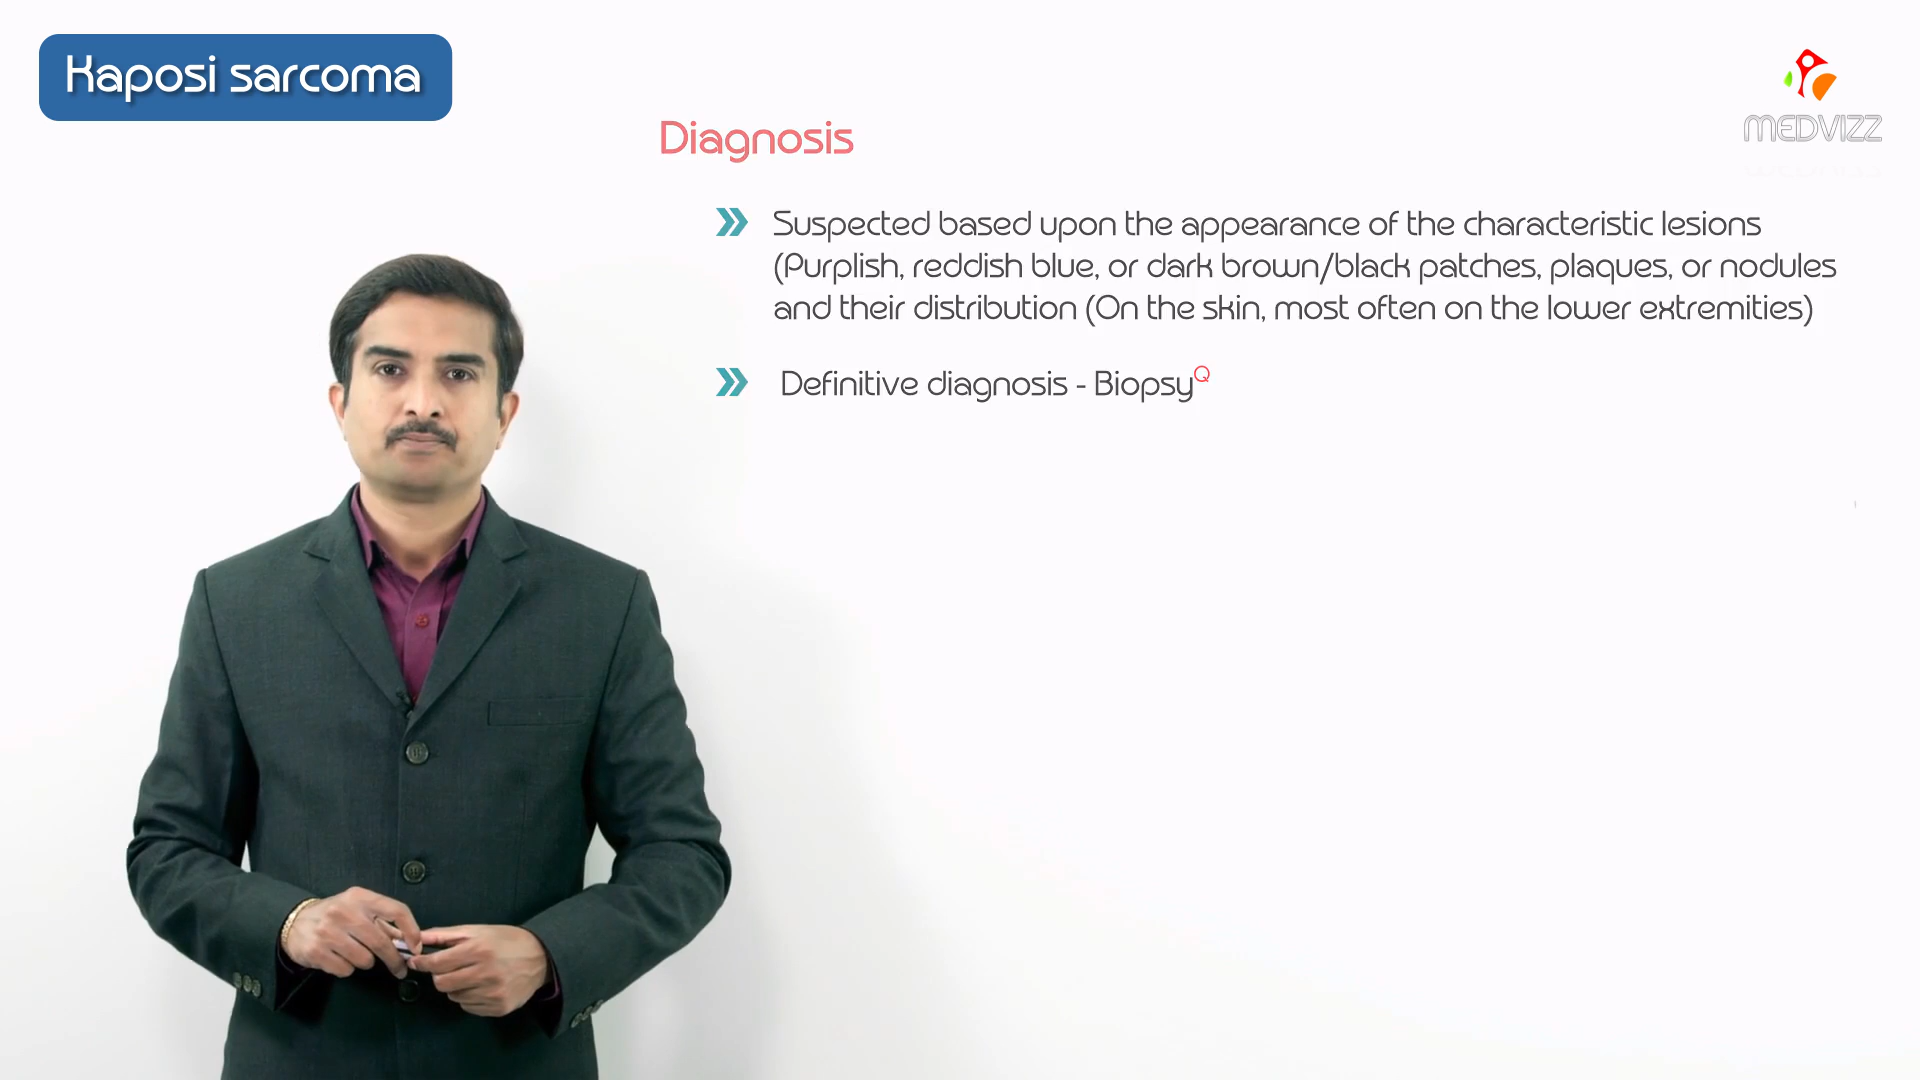 Kaposi sarcoma
MEDVIZZ
Diagnosis
Suspected based upon the appearance of the characteristic lesions
(Purplish, reddish blue, or dark brown/black patches, plaques, or nodules
and their distribution (On the skin, most often on the lower extremities)
Definitive diagnosis - BiopsyQ